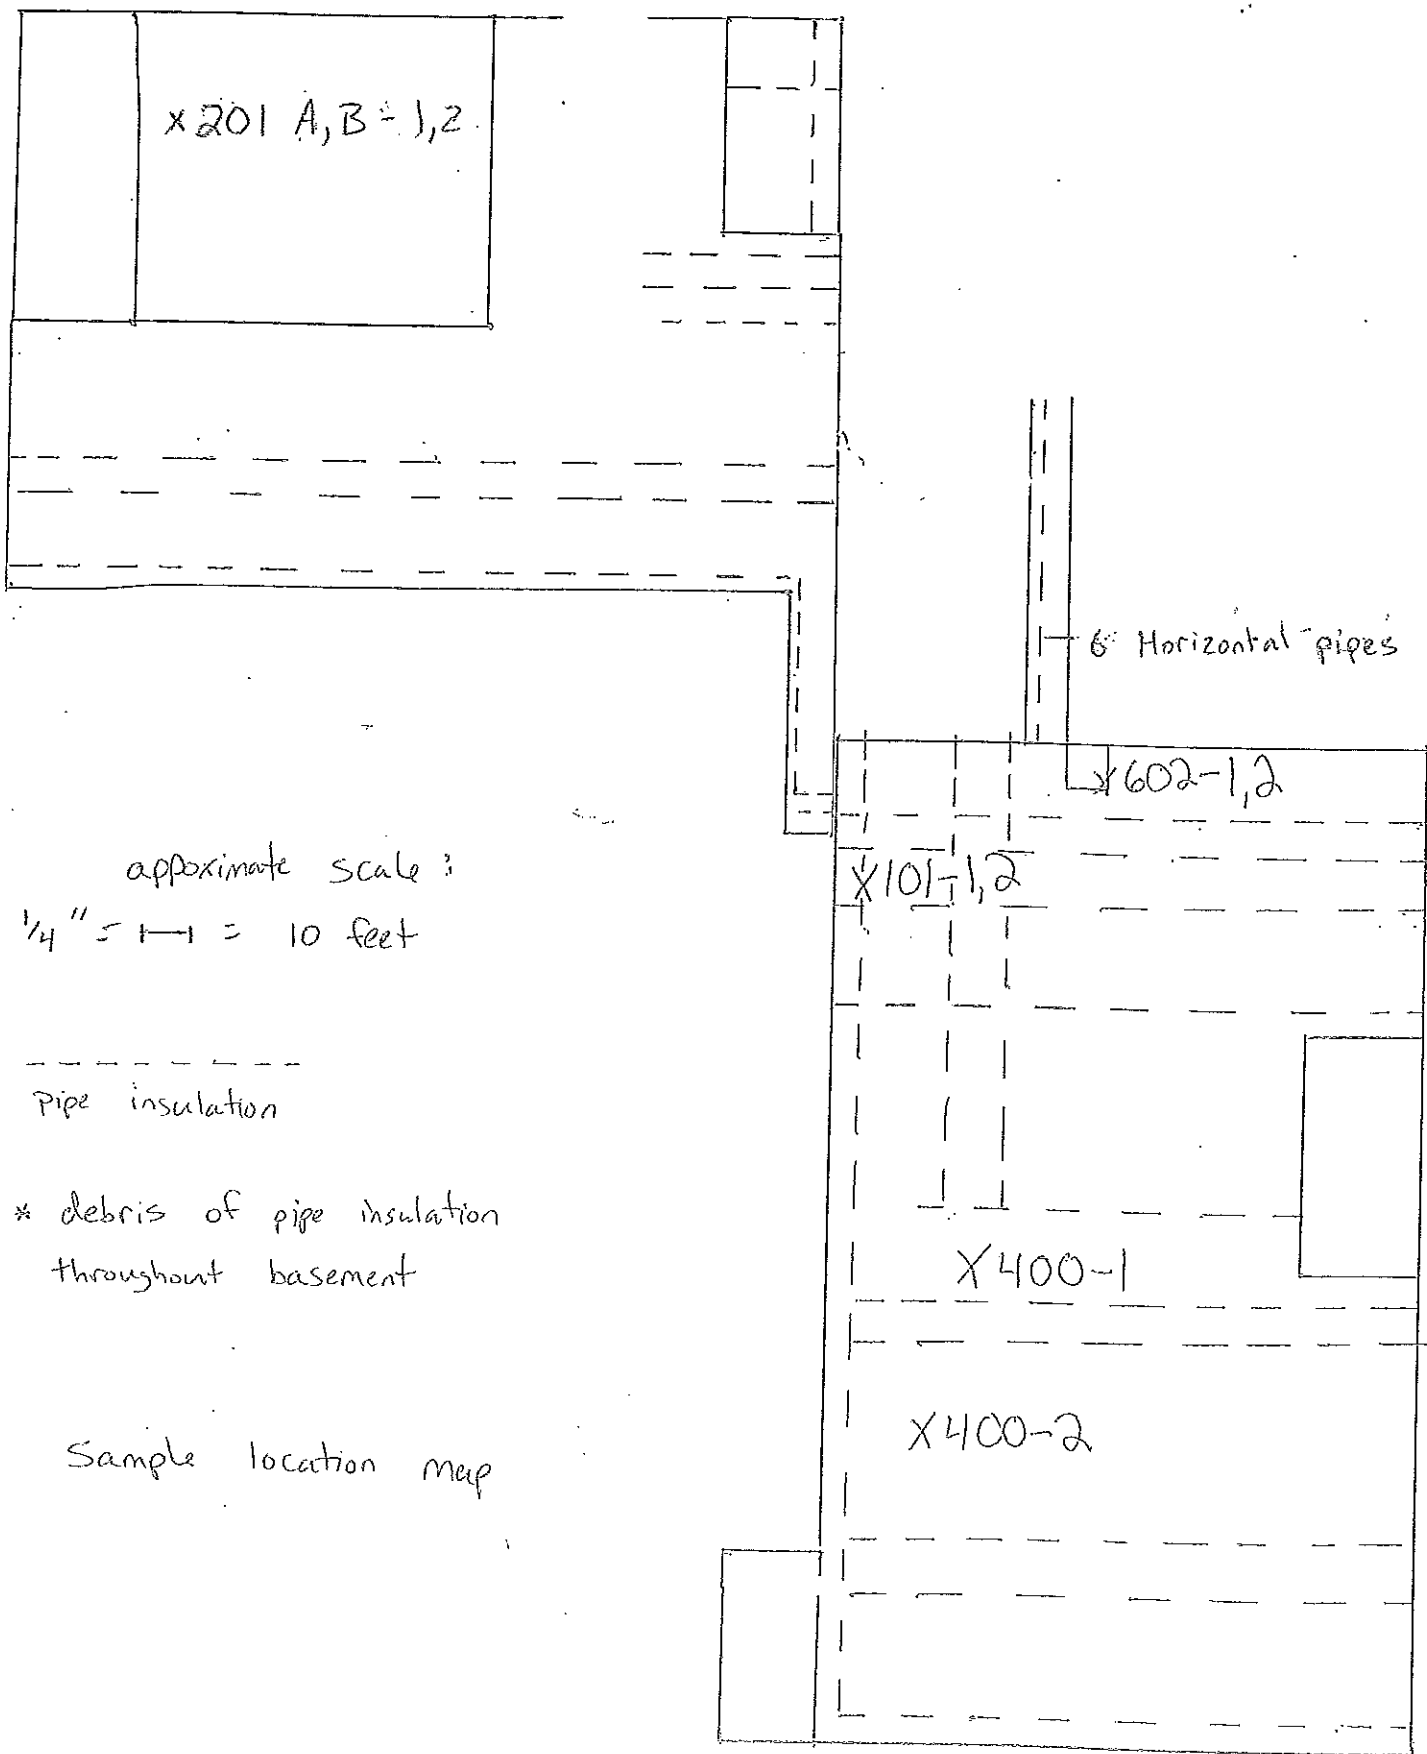 x 201 A, B - 1, 2
6 Horizontal pipes
x602-1,2
x101-1,2
appoximate scale :
1/4" = |—| = 10 feet
pipe insulation
* debris of pipe insulation
throughout basement
X400-1
X400-2
Sample location map